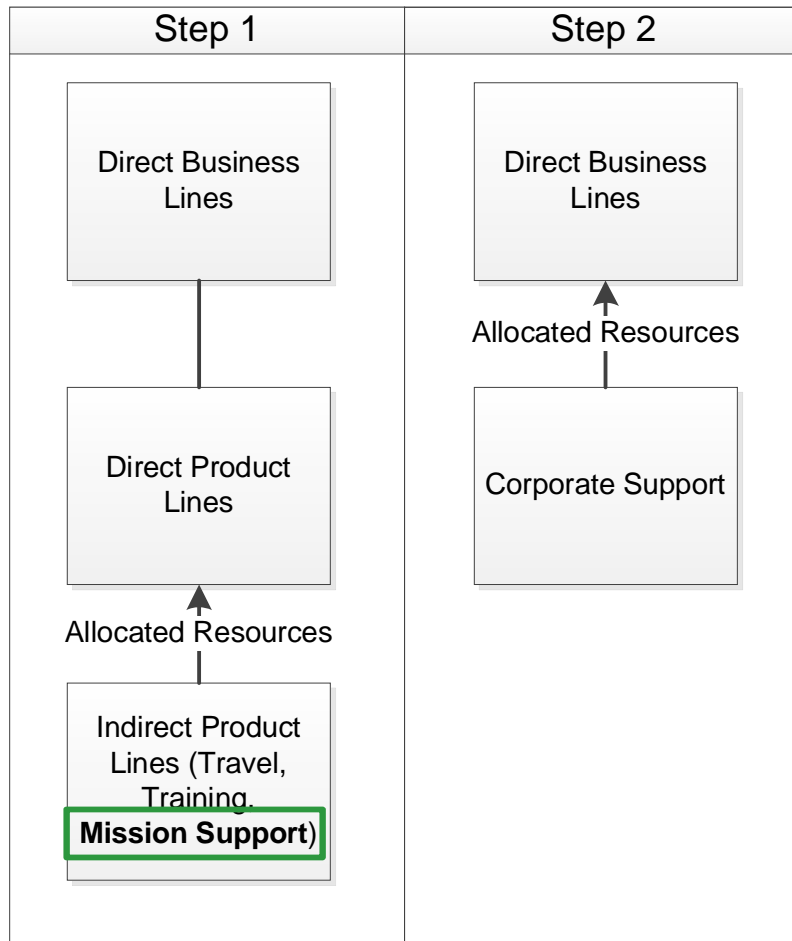 Step 1
Direct Business
Lines
Direct Product
Lines
Allocated Resources
Indirect Product
Lines (Travel,
Training,
Mission Support)
Step 2
Direct Business
Lines
Allocated Resources
Corporate Support